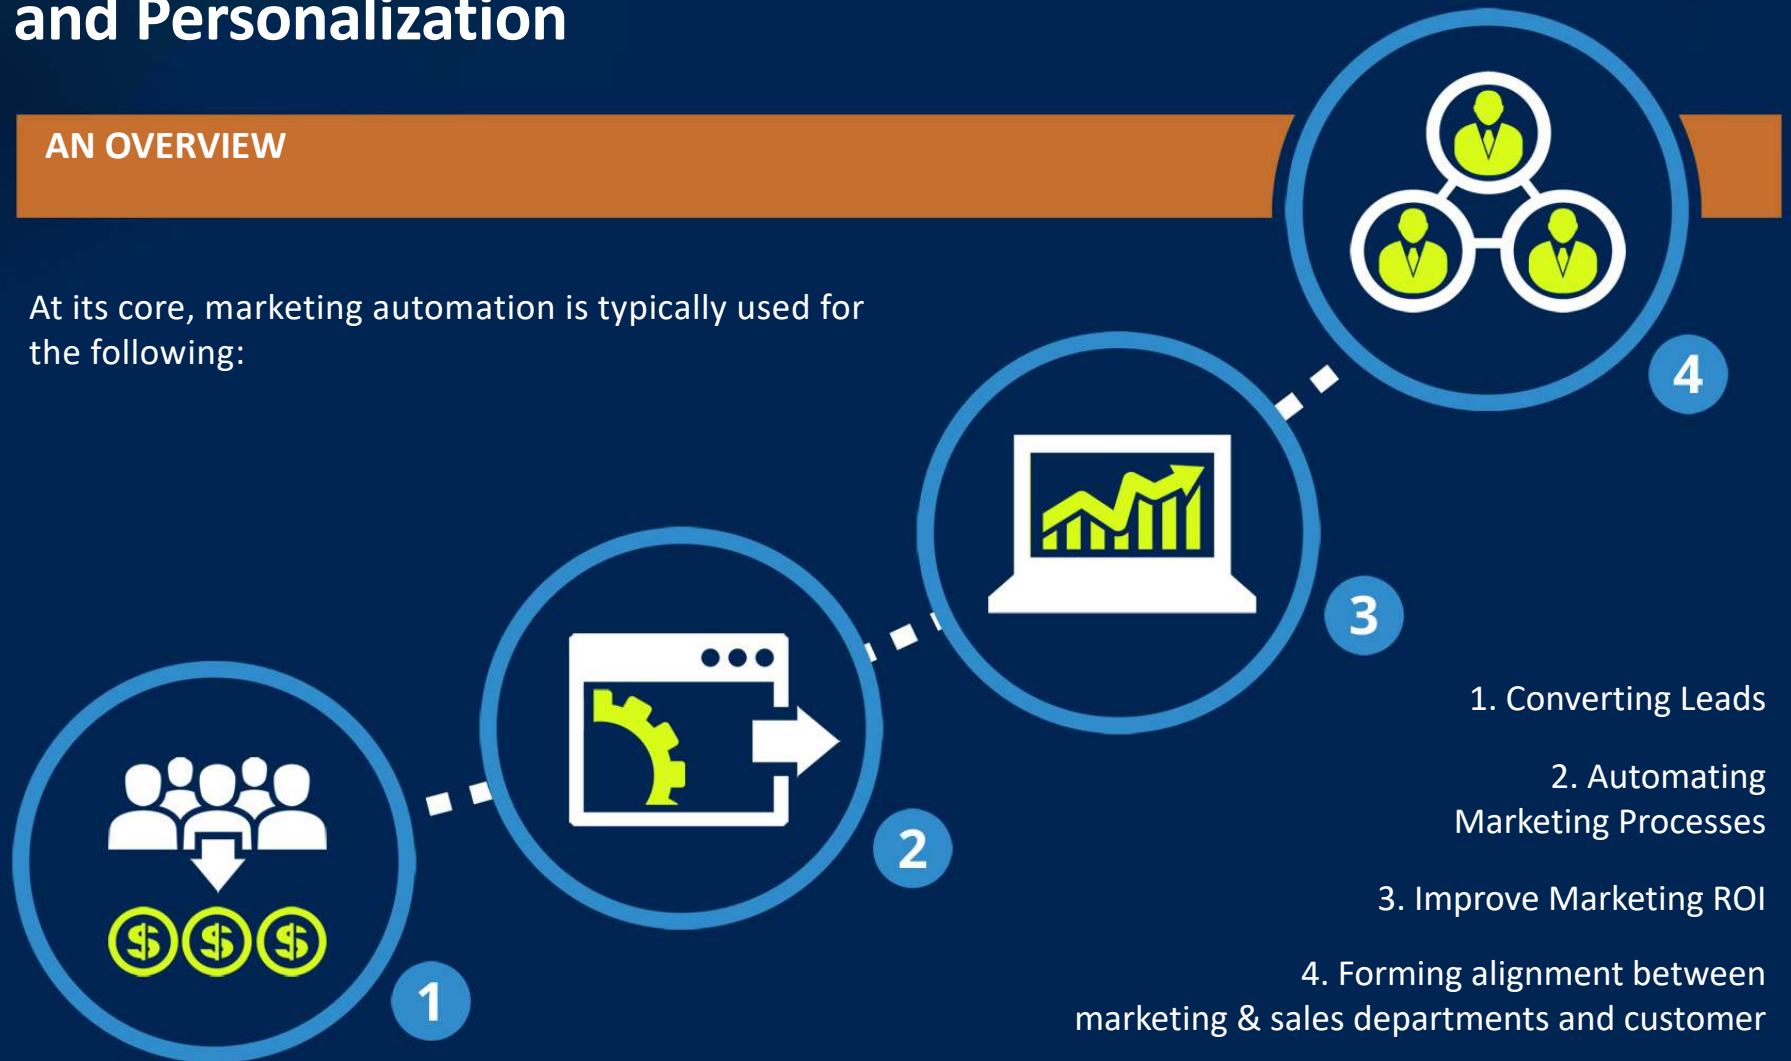 and Personalization
AN OVERVIEW
At its core, marketing automation is typically used for
the following:
4
3
2
1
1. Converting Leads
2. Automating
Marketing Processes
3. Improve Marketing ROI
4. Forming alignment between
marketing & sales departments and customer